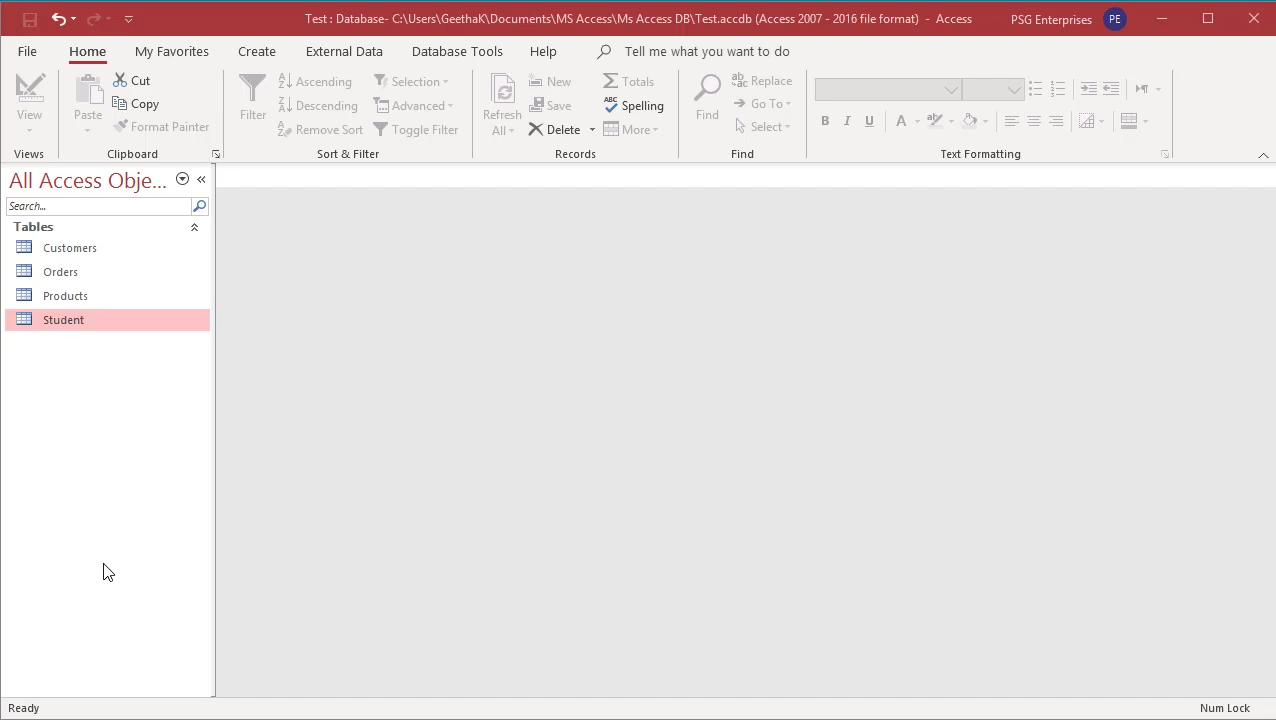 Test : Database- C:\Users\GeethaK\Documents\MS Access\Ms Access DB\Test.accdb (Access 2007 - 2016 file format) - Access
PSG Enterprises
PE
File
Home
My Favorites
Create
External Data
Database Tools
Help
Tell me what you want to do
View
Views
Paste
Cut
Copy
Format Painter
Clipboard
Filter
Ascending
Descending
Remove Sort
Selection
Advanced
Toggle Filter
Sort & Filter
Refresh
All
New
Save
Delete
Totals
Spelling
More
Records
Find
Replace
Go To
Select
Find
B I U A
Text Formatting
All Access Obje...
Search...
Tables
Customers
Orders
Products
Student
Ready
Num Lock